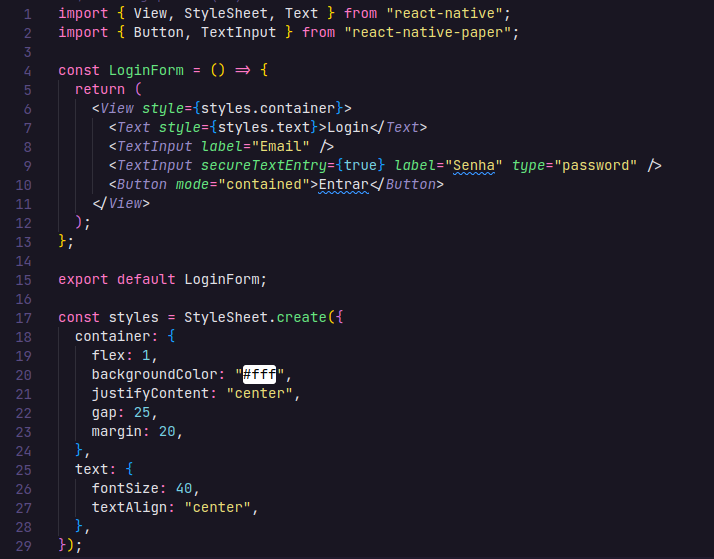 1 import { View, StyleSheet, Text } from "react-native";
2 import { Button, TextInput } from "react-native-paper";
3
4 const LoginForm = () => {
5   return (
6     <View style={styles.container}>
7       <Text style={styles.text}>Login</Text>
8       <TextInput label="Email" />
9       <TextInput secureTextEntry={true} label="Senha" type="password" />
10       <Button mode="contained">Entrar</Button>
11     </View>
12   );
13 };
14
15 export default LoginForm;
16
17 const styles = StyleSheet.create({
18   container: {
19     flex: 1,
20     backgroundColor: "#fff",
21     justifyContent: "center",
22     gap: 25,
23     margin: 20,
24   },
25   text: {
26     fontSize: 40,
27     textAlign: "center",
28   },
29 });